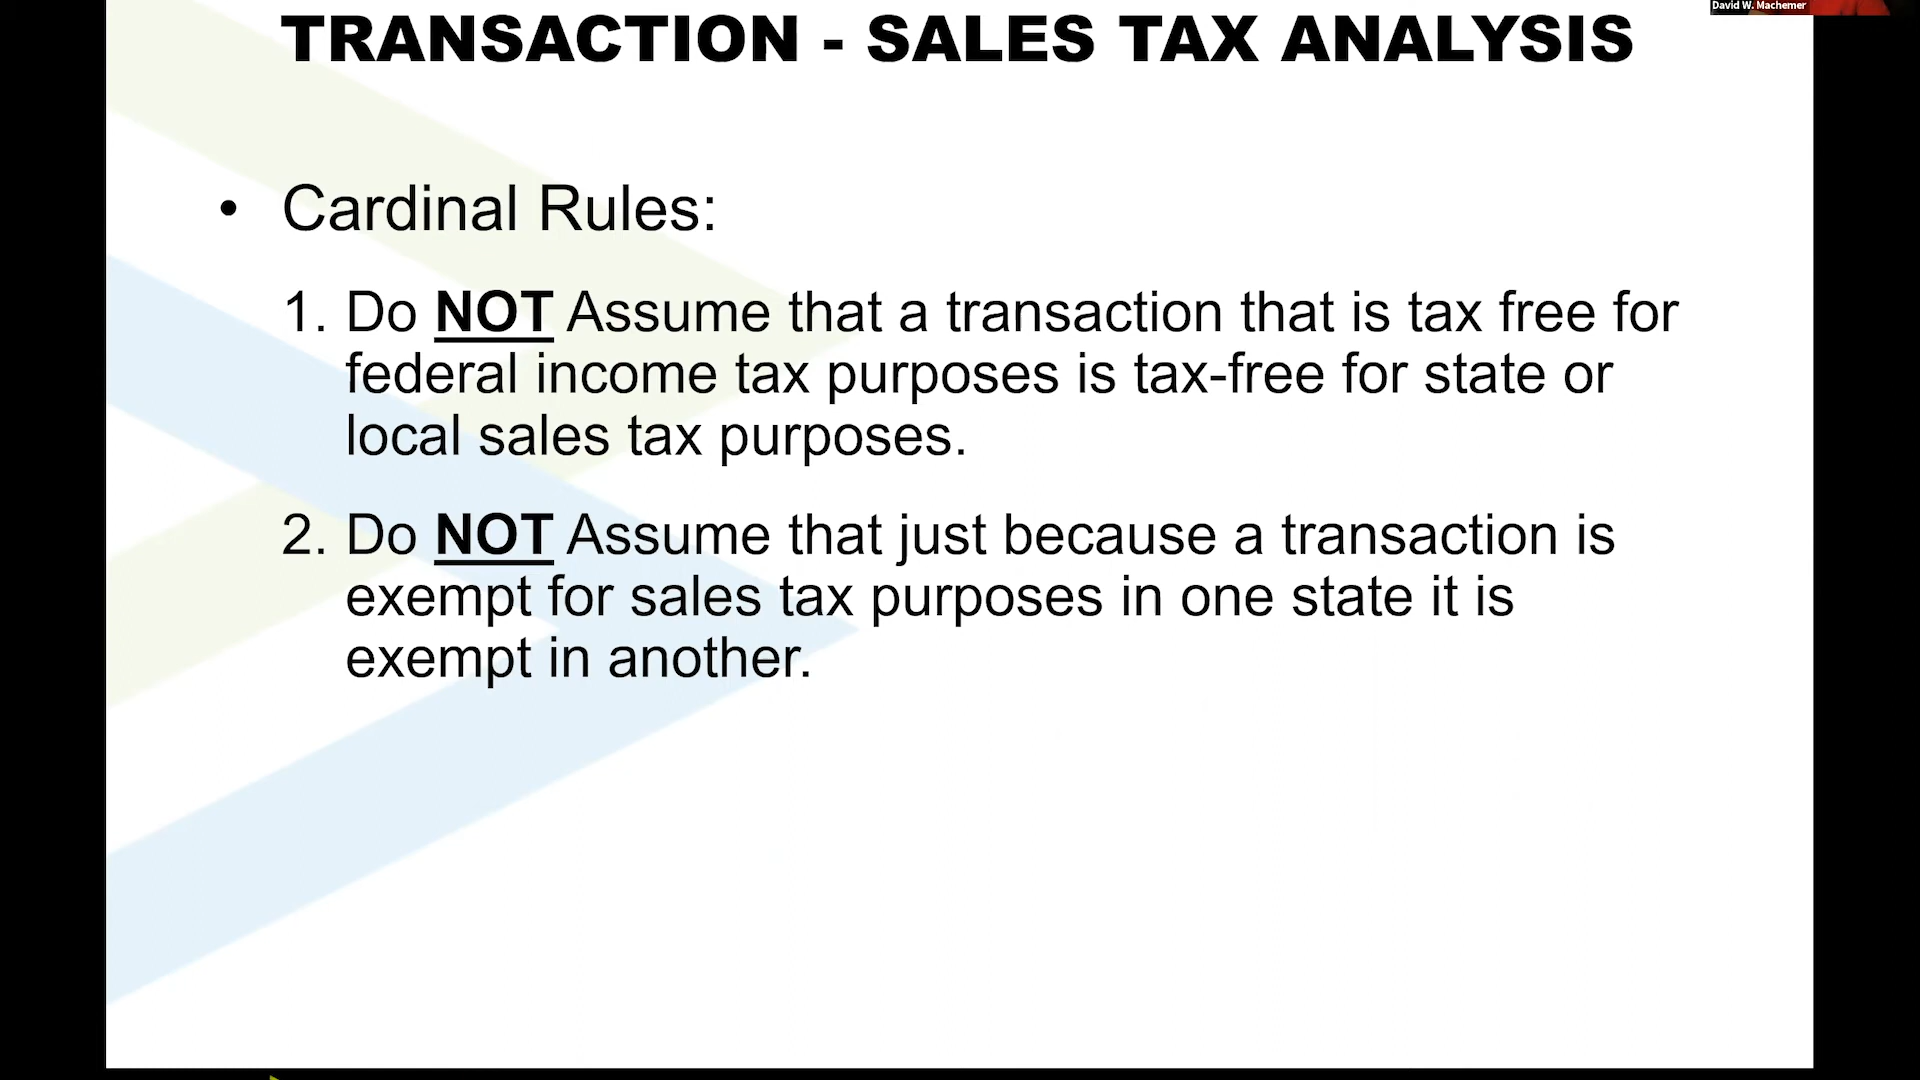 David W. Machemer
TRANSACTION - SALES TAX ANALYSIS
• Cardinal Rules:
1. Do NOT Assume that a transaction that is tax free for
federal income tax purposes is tax-free for state or
local sales tax purposes.
2. Do NOT Assume that just because a transaction is
exempt for sales tax purposes in one state it is
exempt in another.